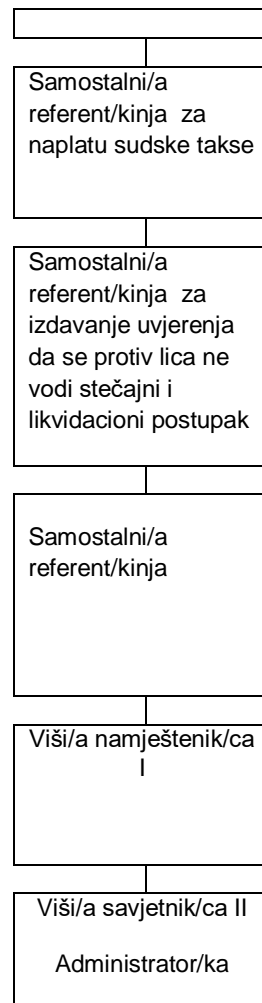 Samostalni/a
referent/kinja za
naplatu sudske takse
Samostalni/a
referent/kinja za
izdavanje uvjerenja
da se protiv lica ne
vodi stečajni i
likvidacioni postupak
Samostalni/a
referent/kinja
Viši/a namještenik/ca
I
Viši/a savjetnik/ca II
Administrator/ka